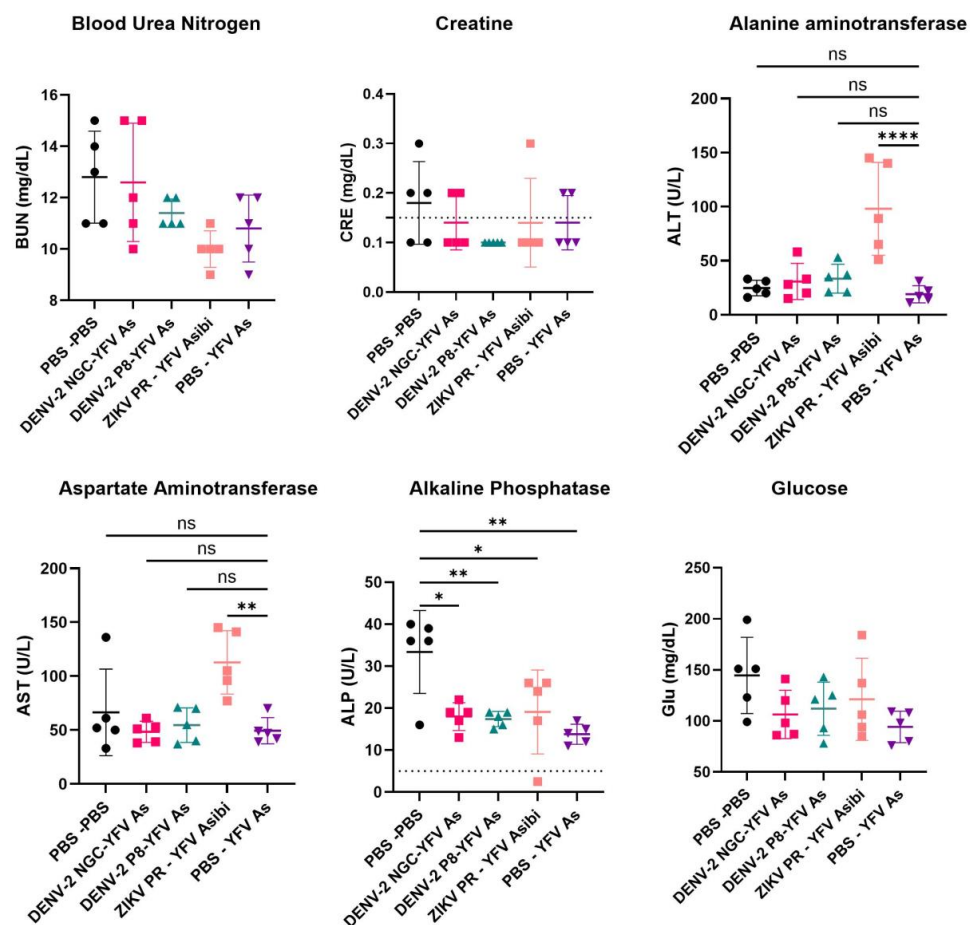 Blood Urea Nitrogen
BUN (mg/dL)
16
14
12
10
8
PBS -PBS
DENV-2 NGC-YFV As
DENV-2 P8-YFV As
ZIKV PR - YFV Asibi
PBS - YFV As
Creatine
CRE (mg/dL)
0.4
0.3
0.2
0.1
0.0
PBS -PBS
DENV-2 NGC-YFV As
DENV-2 P8-YFV As
ZIKV PR - YFV Asibi
PBS - YFV As
Alanine aminotransferase
ns
ns
ns
****
ALT (U/L)
200
150
100
50
0
PBS -PBS
DENV-2 NGC-YFV As
DENV-2 P8-YFV As
ZIKV PR - YFV Asibi
PBS - YFV As
Aspartate Aminotransferase
ns
ns
ns
**
AST (U/L)
200
150
100
50
0
PBS -PBS
DENV-2 NGC-YFV As
DENV-2 P8-YFV As
ZIKV PR - YFV Asibi
PBS - YFV As
Alkaline Phosphatase
**
*
**
*
ALP (U/L)
50
40
30
20
10
0
PBS -PBS
DENV-2 NGC-YFV As
DENV-2 P8-YFV As
ZIKV PR - YFV Asibi
PBS - YFV As
Glucose
Glu (mg/dL)
250
200
150
100
50
PBS -PBS
DENV-2 NGC-YFV As
DENV-2 P8-YFV As
ZIKV PR - YFV Asibi
PBS - YFV As